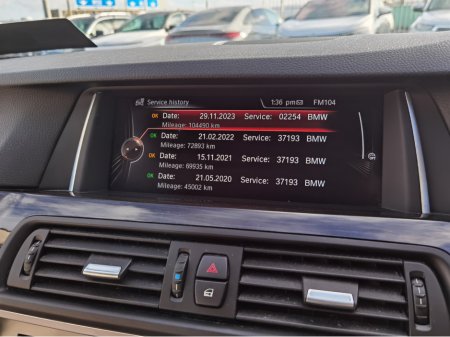 Service history 1:36 pm FM104
OK Date: 29.11.2023 Service: 02254 BMW
Mileage: 104490 km
OK Date: 21.02.2022 Service: 37193 BMW
Mileage: 72893 km
OK Date: 15.11.2021 Service: 37193 BMW
Mileage: 69935 km
OK Date: 21.05.2020 Service: 37193 BMW
Mileage: 45002 km